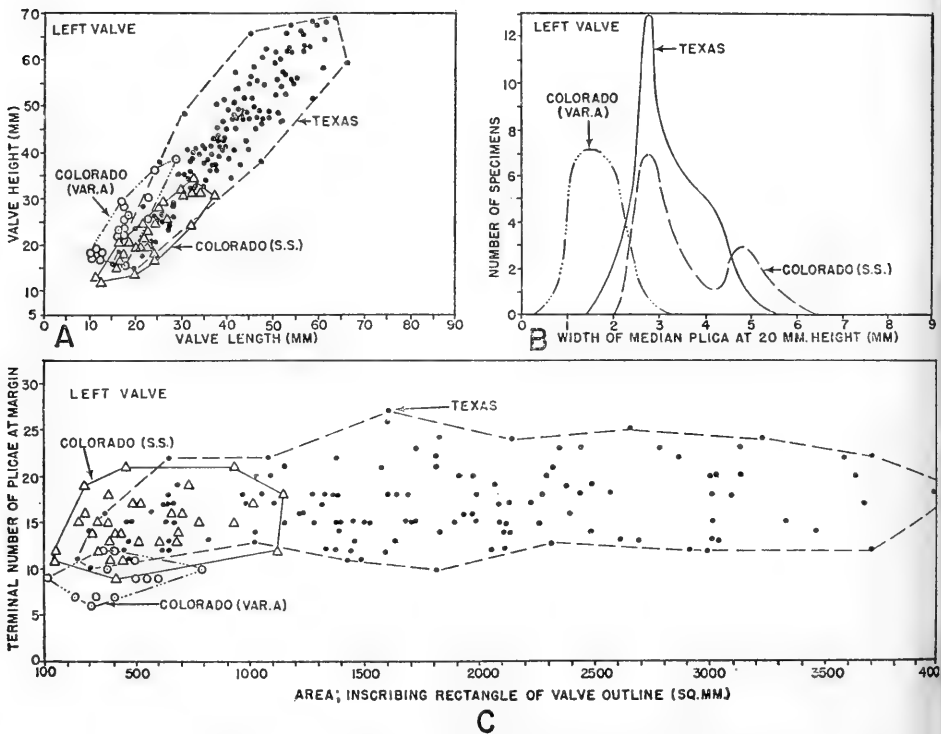 LEFT VALVE
VALVE HEIGHT (MM)
70
60
50
40
30
20
10
5
TEXAS
COLORADO
(VAR.A)
COLORADO (S.S.)
0 10 20 30 40 50 60 70 80 90
A
VALVE LENGTH (MM)
LEFT VALVE
NUMBER OF SPECIMENS
12
10
8
6
4
2
0
TEXAS
COLORADO
(VAR.A)
COLORADO (S.S.)
0 1 2 3 4 5 6 7 8 9
B
WIDTH OF MEDIAN PLICA AT 20 MM. HEIGHT (MM)
LEFT VALVE
TERMINAL NUMBER OF PLICAE AT MARGIN
30
25
20
15
10
5
0
COLORADO (S.S.)
TEXAS
COLORADO (VAR.A)
100 500 1000 1500 2000 2500 3000 3500 400
AREA; INSCRIBING RECTANGLE OF VALVE OUTLINE (SQ.MM.)
C